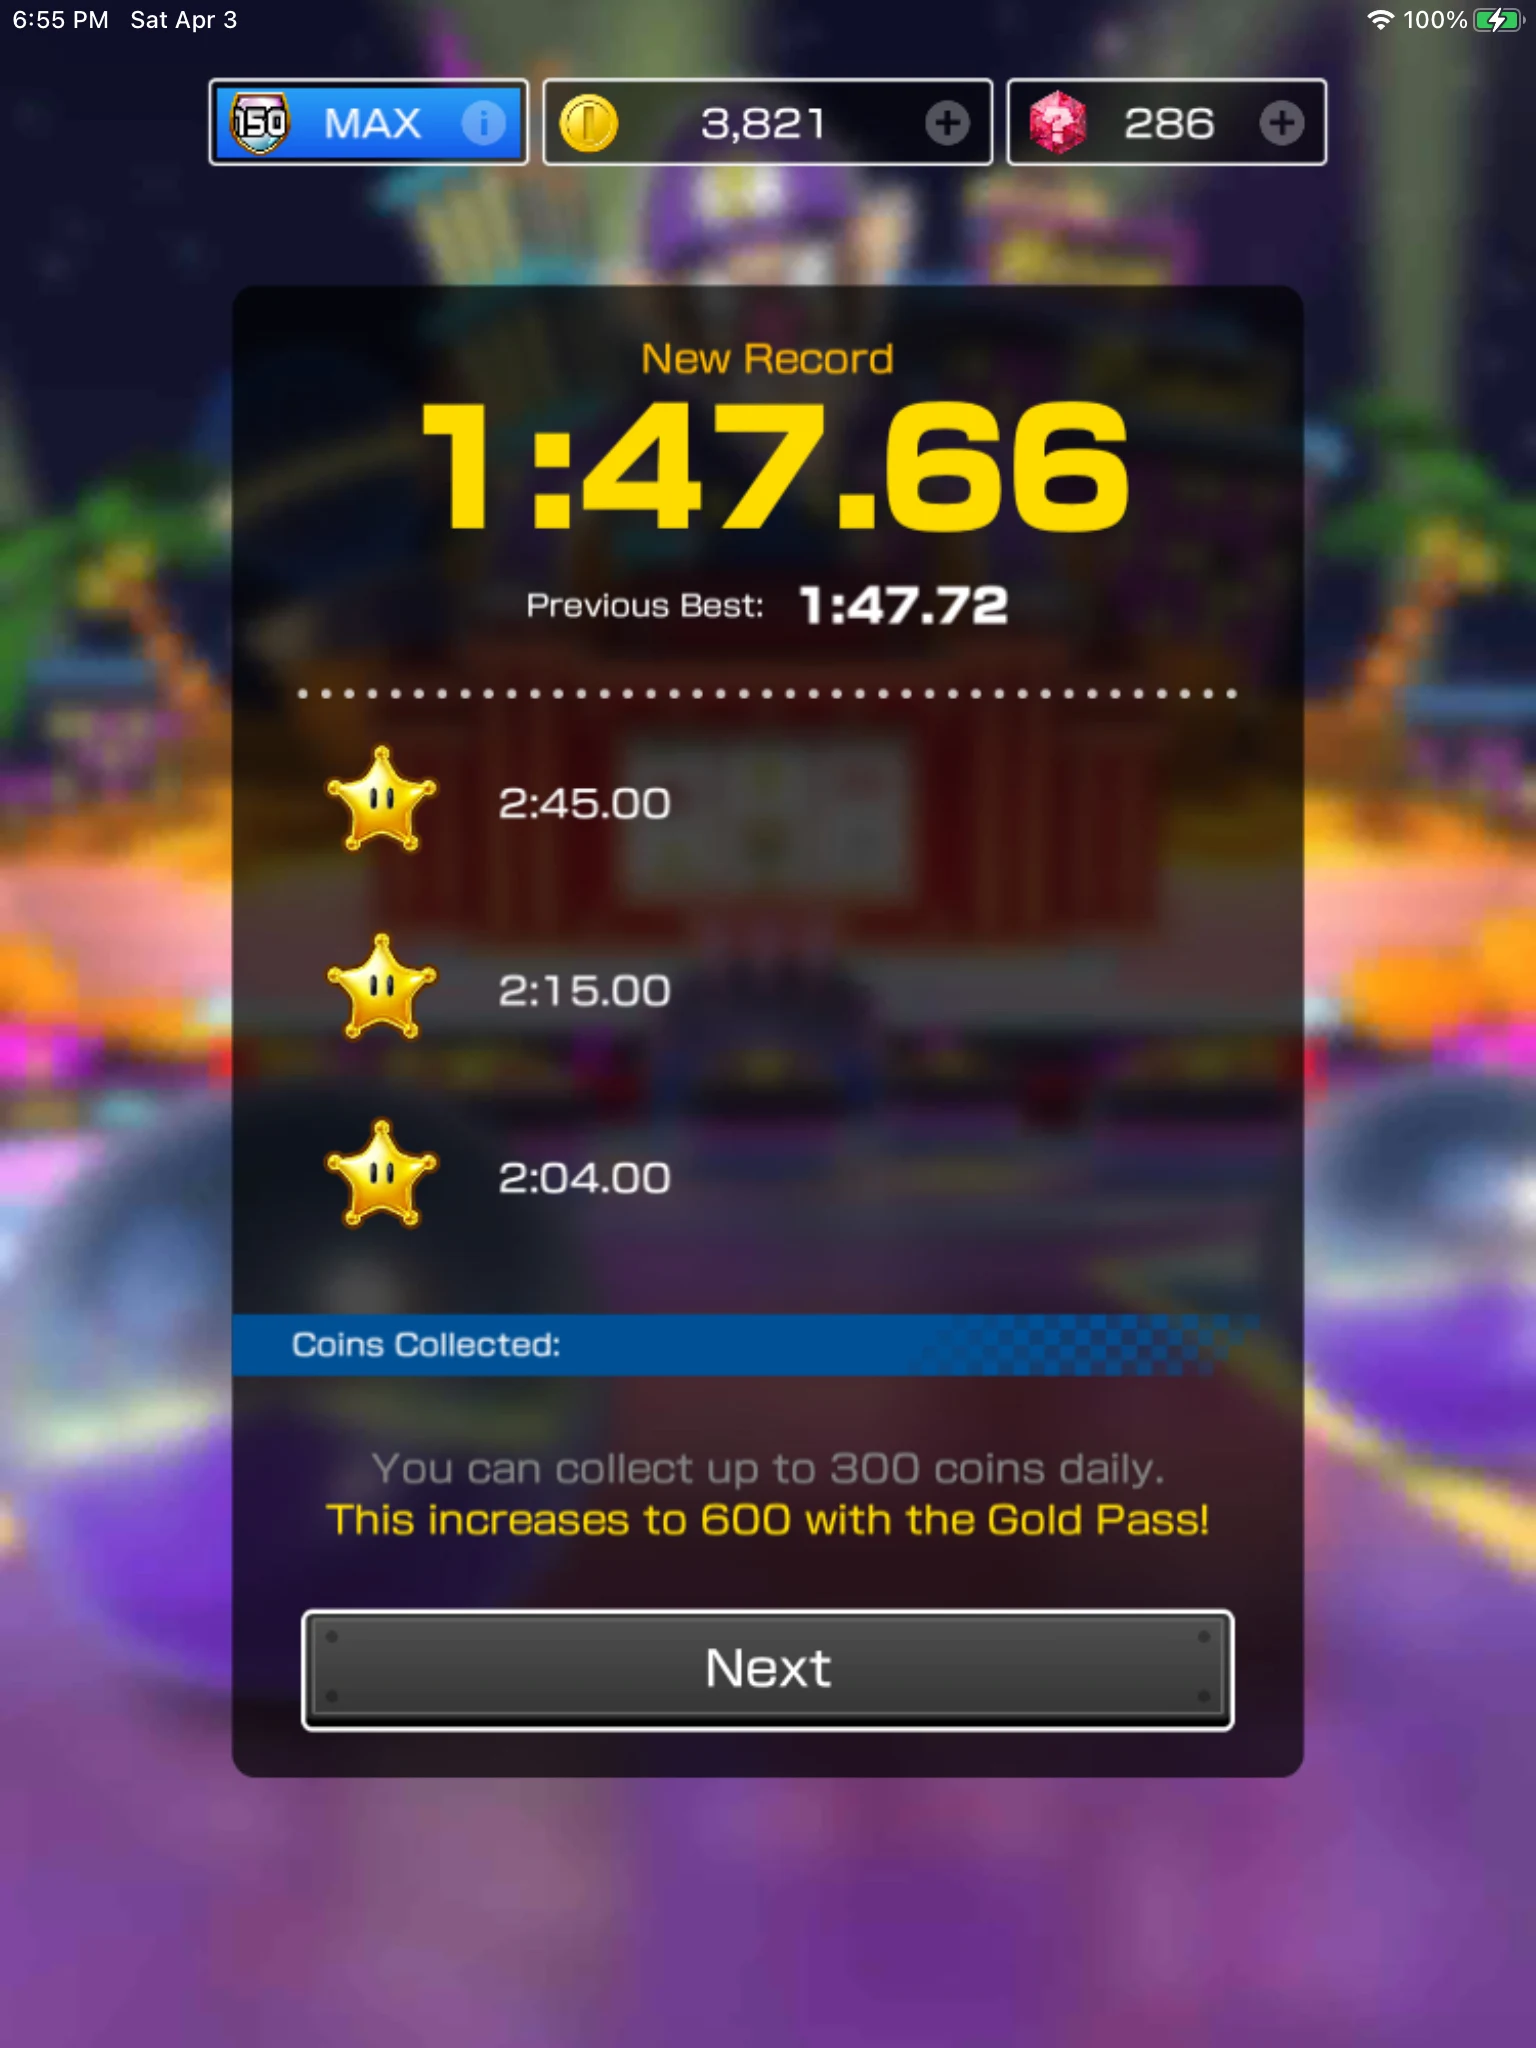 6:55 PM Sat Apr 3 100%
150 MAX i 3,821 + ? 286 +
New Record
1:47.66
Previous Best: 1:47.72
2:45.00
2:15.00
2:04.00
Coins Collected:
You can collect up to 300 coins daily.
This increases to 600 with the Gold Pass!
Next